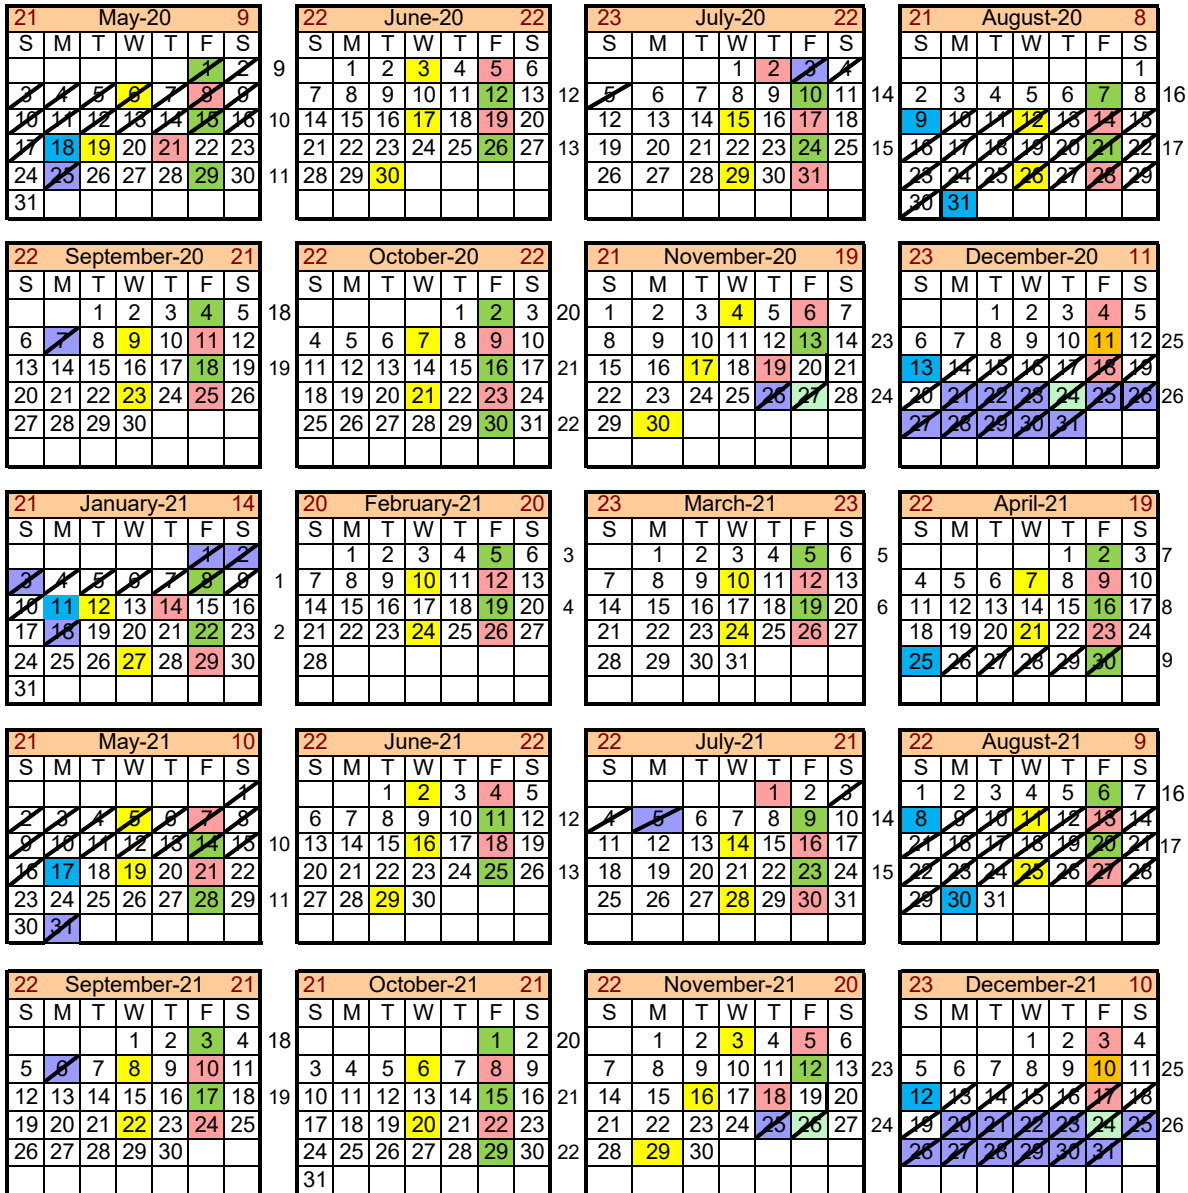 21 May-20 9
S M T W T F S
1 2 9
3 4 5 6 7 8 9
10 11 12 13 14 15 16 10
17 18 19 20 21 22 23
24 25 26 27 28 29 30 11
31
22 June-20 22
S M T W T F S
1 2 3 4 5 6
7 8 9 10 11 12 13 12
14 15 16 17 18 19 20
21 22 23 24 25 26 27 13
28 29 30
23 July-20 22
S M T W T F S
1 2 3 4
5 6 7 8 9 10 11 14
12 13 14 15 16 17 18
19 20 21 22 23 24 25 15
26 27 28 29 30 31
21 August-20 8
S M T W T F S
1
2 3 4 5 6 7 8 16
9 10 11 12 13 14 15
16 17 18 19 20 21 22 17
23 24 25 26 27 28 29
30 31
22 September-20 21
S M T W T F S
1 2 3 4 5 18
6 7 8 9 10 11 12
13 14 15 16 17 18 19 19
20 21 22 23 24 25 26
27 28 29 30
22 October-20 22
S M T W T F S
1 2 3 20
4 5 6 7 8 9 10
11 12 13 14 15 16 17 21
18 19 20 21 22 23 24
25 26 27 28 29 30 31 22
21 November-20 19
S M T W T F S
1 2 3 4 5 6 7
8 9 10 11 12 13 14 23
15 16 17 18 19 20 21
22 23 24 25 26 27 28 24
29 30
23 December-20 11
S M T W T F S
1 2 3 4 5
6 7 8 9 10 11 12 25
13 14 15 16 17 18 19
20 21 22 23 24 25 26 26
27 28 29 30 31
21 January-21 14
S M T W T F S
1 2
3 4 5 6 7 8 9 1
10 11 12 13 14 15 16
17 18 19 20 21 22 23 2
24 25 26 27 28 29 30
31
20 February-21 20
S M T W T F S
1 2 3 4 5 6 3
7 8 9 10 11 12 13
14 15 16 17 18 19 20 4
21 22 23 24 25 26 27
28
23 March-21 23
S M T W T F S
1 2 3 4 5 6 5
7 8 9 10 11 12 13
14 15 16 17 18 19 20 6
21 22 23 24 25 26 27
28 29 30 31
22 April-21 19
S M T W T F S
1 2 3 7
4 5 6 7 8 9 10
11 12 13 14 15 16 17 8
18 19 20 21 22 23 24
25 26 27 28 29 30 9
21 May-21 10
S M T W T F S
1
2 3 4 5 6 7 8
9 10 11 12 13 14 15 10
16 17 18 19 20 21 22
23 24 25 26 27 28 29 11
30 31
22 June-21 22
S M T W T F S
1 2 3 4 5
6 7 8 9 10 11 12 12
13 14 15 16 17 18 19
20 21 22 23 24 25 26 13
27 28 29 30
22 July-21 21
S M T W T F S
1 2 3
4 5 6 7 8 9 10 14
11 12 13 14 15 16 17
18 19 20 21 22 23 24 15
25 26 27 28 29 30 31
22 August-21 9
S M T W T F S
1 2 3 4 5 6 7 16
8 9 10 11 12 13 14
21 16 17 18 19 20 21 17
22 23 24 25 26 27 28
29 30 31
22 September-21 21
S M T W T F S
1 2 3 4 18
5 6 7 8 9 10 11
12 13 14 15 16 17 18 19
19 20 21 22 23 24 25
26 27 28 29 30
21 October-21 21
S M T W T F S
1 2 20
3 4 5 6 7 8 9
10 11 12 13 14 15 16 21
17 18 19 20 21 22 23
24 25 26 27 28 29 30 22
31
22 November-21 20
S M T W T F S
1 2 3 4 5 6
7 8 9 10 11 12 13 23
14 15 16 17 18 19 20
21 22 23 24 25 26 27 24
28 29 30
23 December-21 10
S M T W T F S
1 2 3 4
5 6 7 8 9 10 11 25
12 13 14 15 16 17 18
19 20 21 22 23 24 25 26
26 27 28 29 30 31